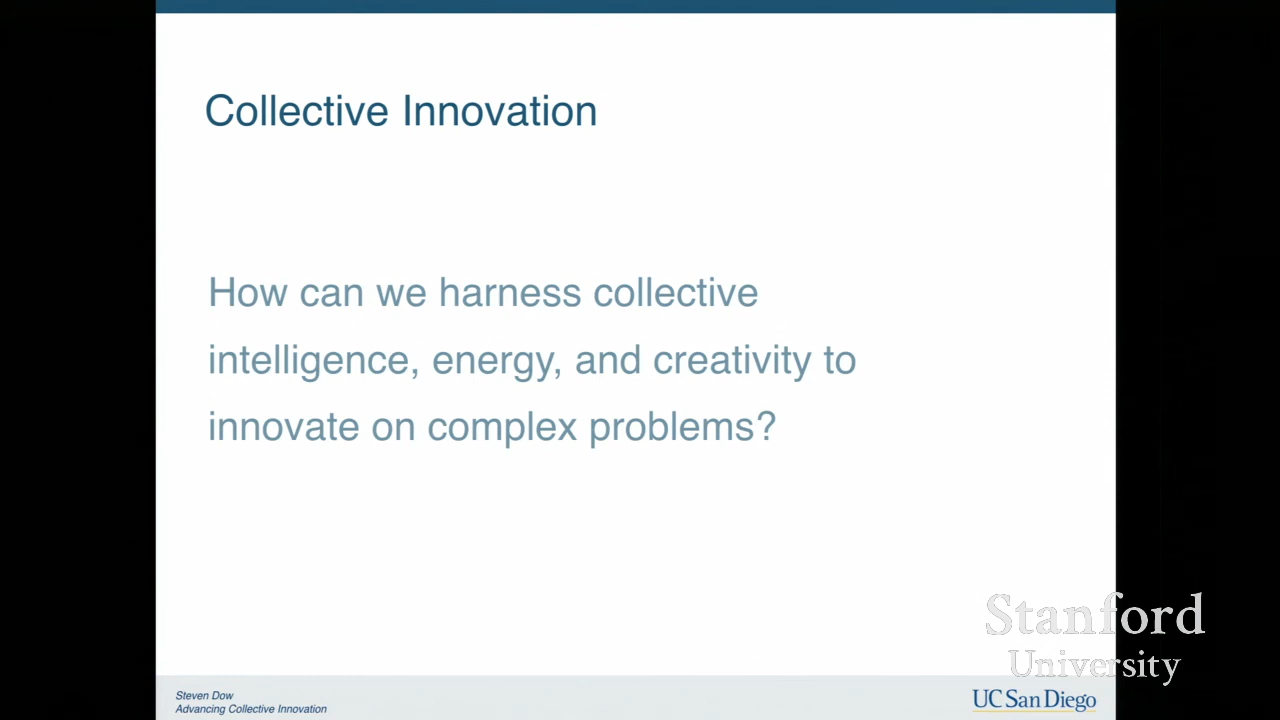 Collective Innovation
How can we harness collective
intelligence, energy, and creativity to
innovate on complex problems?
Stanford
University
Steven Dow
Advancing Collective Innovation
UC San Diego